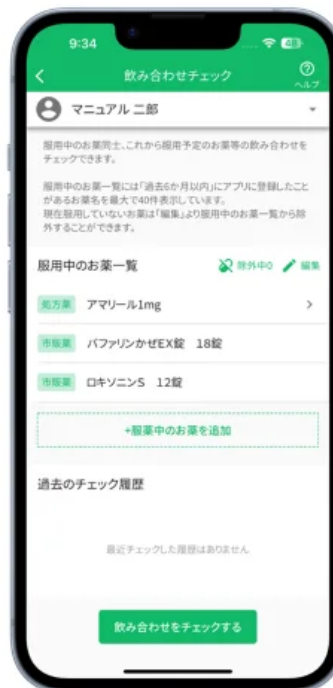 9:34
48
飲み合わせチェック
ヘルプ
マニュアル 二郎
服用中のお薬同士、これから服用予定のお薬等の飲み合わせを
チェックできます。
服用中のお薬一覧には「過去6か月以内」にアプリに登録したこと
があるお薬名を最大で40件表示しています。
現在服用していないお薬は「編集」より服用中のお薬一覧から除
外することができます。
服用中のお薬一覧
除外中0
編集
処方薬 アマリール1mg
市販薬 バファリンかぜEX錠 18錠
市販薬 ロキソニンS 12錠
+服薬中のお薬を追加
過去のチェック履歴
最近チェックした履歴はありません
飲み合わせをチェックする